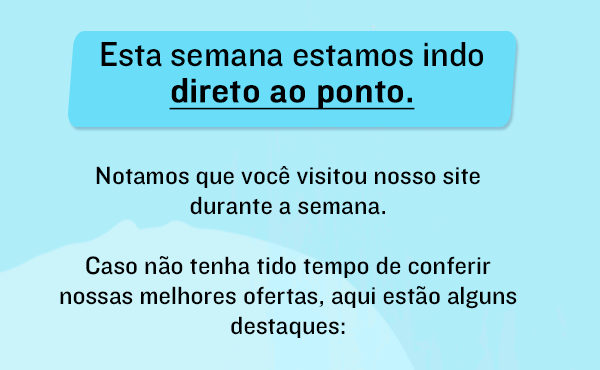 Esta semana estamos indo
direto ao ponto.
Notamos que você visitou nosso site
durante a semana.
Caso não tenha tido tempo de conferir
nossas melhores ofertas, aqui estão alguns
destaques: